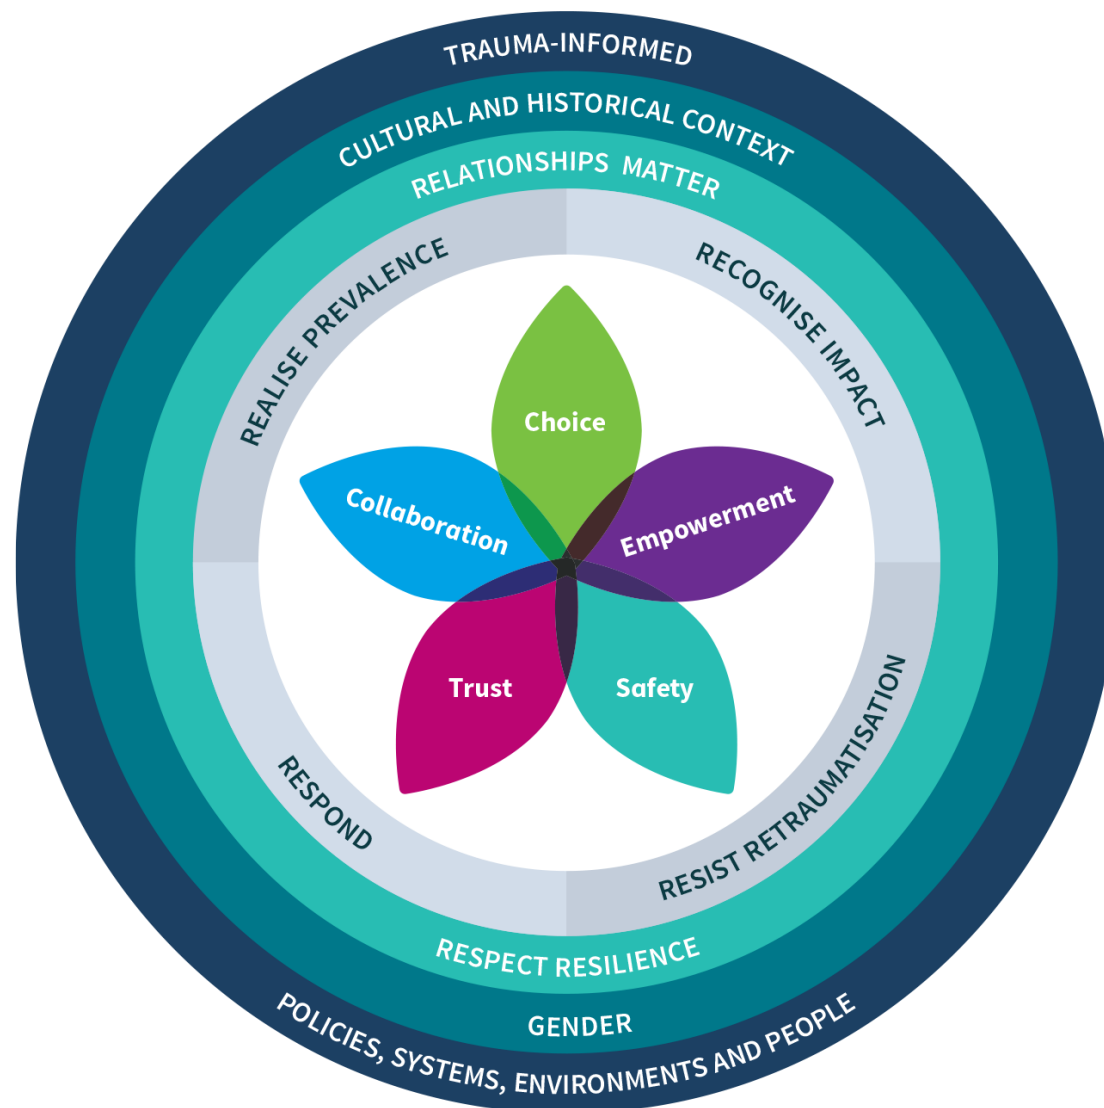 TRAUMA-INFORMED
CULTURAL AND HISTORICAL CONTEXT
RELATIONSHIPS MATTER
REALISE PREVALENCE
RECOGNISE IMPACT
Choice
Collaboration
Empowerment
Trust
Safety
RESPOND
RESIST RETRAUMATISATION
RESPECT RESILIENCE
GENDER
POLICIES, SYSTEMS, ENVIRONMENTS AND PEOPLE